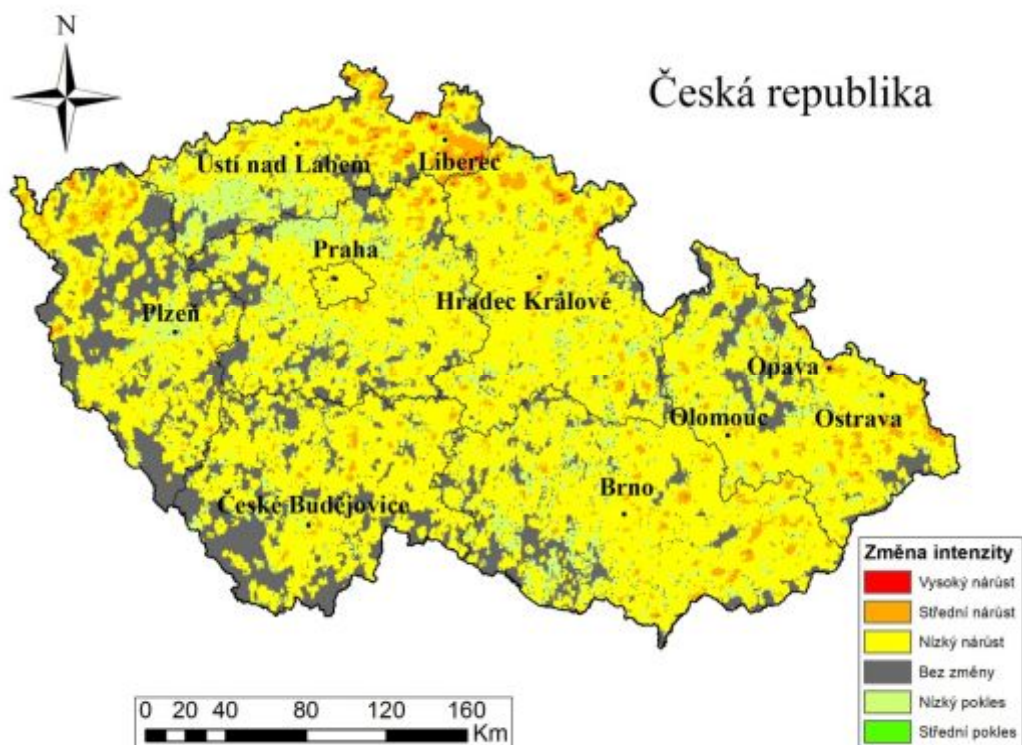 N
Česká republika
Ústí nad Labem
Liberec
Praha
Hradec Králové
Plzeň
Opava
Olomouc
Ostrava
České Budějovice
Brno
Změna intenzity
Vysoký nárůst
Střední nárůst
Nízký nárůst
Bez změny
Nízký pokles
Střední pokles
0 20 40 80 120 160
Km